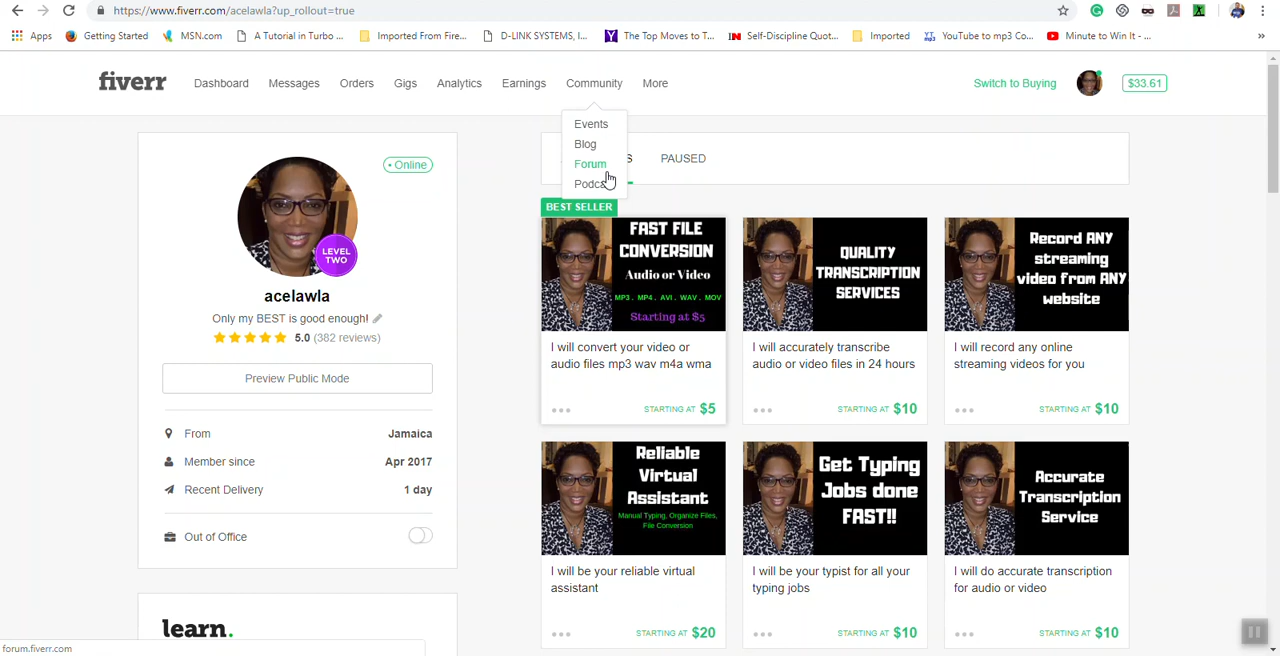 https://www.fiverr.com/acelawla?up_rollout=true
Apps
Getting Started
MSN.com
A Tutorial in Turbo ...
Imported From Fire...
D-LINK SYSTEMS, I...
The Top Moves to T...
Self-Discipline Quot...
Imported
YouTube to mp3 Co...
Minute to Win It - ...
»
fiverr
Dashboard
Messages
Orders
Gigs
Analytics
Earnings
Community
More
Switch to Buying
$33.61
Events
Blog
Forum
PAUSED
• Online
LEVEL
TWO
acelawla
Only my BEST is good enough!
5.0 (382 reviews)
Preview Public Mode
From Jamaica
Member since Apr 2017
Recent Delivery 1 day
Out of Office
learn.
BEST SELLER
FAST FILE
CONVERSION
Audio or Video
MP3 . MP4 . AVI . WAV . MOV
Starting at $5
I will convert your video or
audio files mp3 wav m4a wma
STARTING AT $5
QUALITY
TRANSCRIPTION
SERVICES
I will accurately transcribe
audio or video files in 24 hours
STARTING AT $10
Record ANY
streaming
video from ANY
website
I will record any online
streaming videos for you
STARTING AT $10
Reliable
Virtual
Assistant
Manual Typing, Organize Files,
File Conversion
I will be your reliable virtual
assistant
STARTING AT $20
Get Typing
Jobs done
FAST!!
I will be your typist for all your
typing jobs
STARTING AT $10
Accurate
Transcription
Service
I will do accurate transcription
for audio or video
STARTING AT $10
forum.fiverr.com